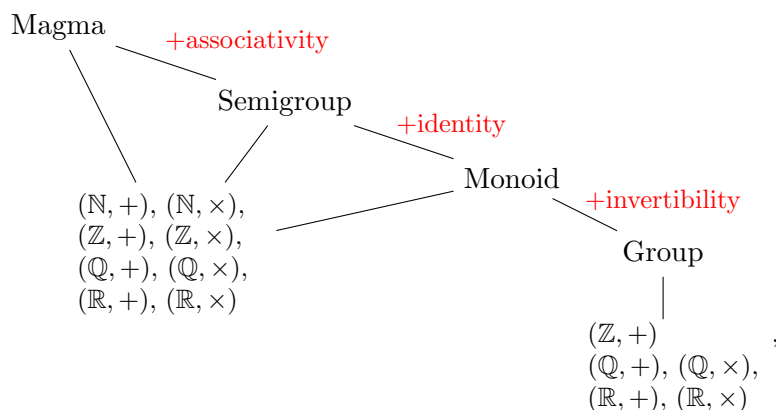 Magma
+associativity
Semigroup
+identity
Monoid
+invertibility
(ℕ, +), (ℕ, ×),
(ℤ, +), (ℤ, ×),
(ℚ, +), (ℚ, ×),
(ℝ, +), (ℝ, ×)
Group
(ℤ, +) ,
(ℚ, +), (ℚ, ×),
(ℝ, +), (ℝ, ×)